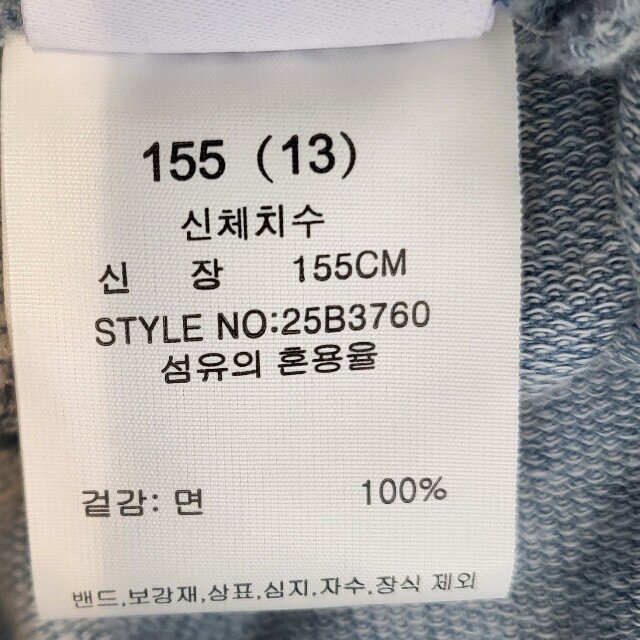 155 (13)
신체치수
신 장 155CM
STYLE NO:25B3760
섬유의 혼용율
겉감: 면 100%
밴드,보강재,상표,심지,자수,장식 제외